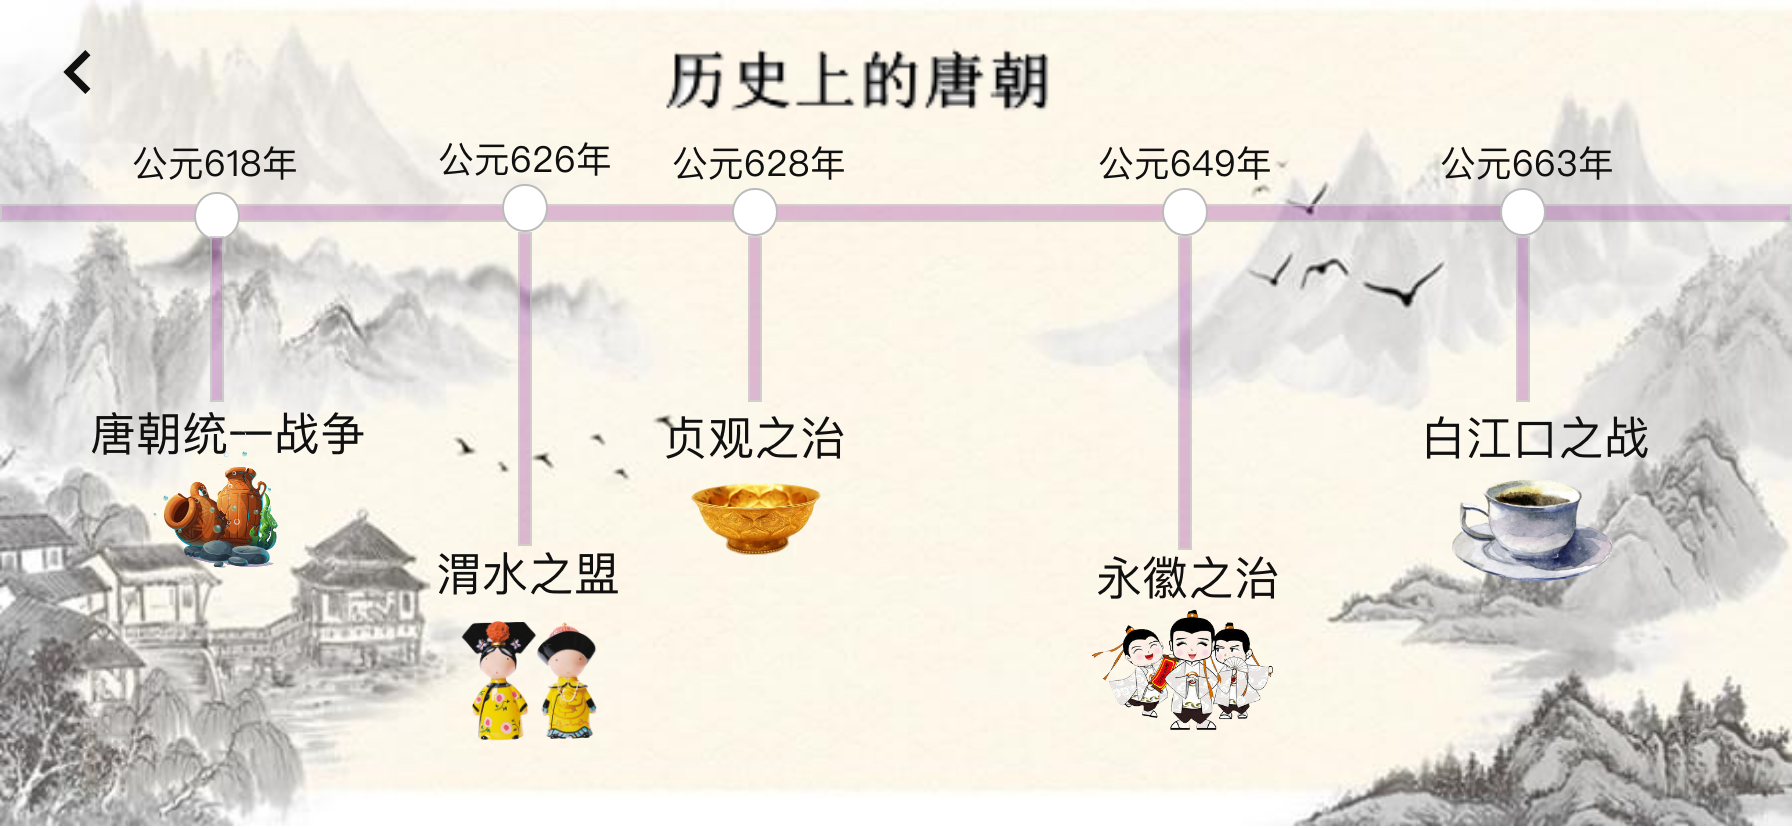 历史上的唐朝
公元618年
公元626年
公元628年
公元649年
公元663年
唐朝统一战争
渭水之盟
贞观之治
永徽之治
白江口之战